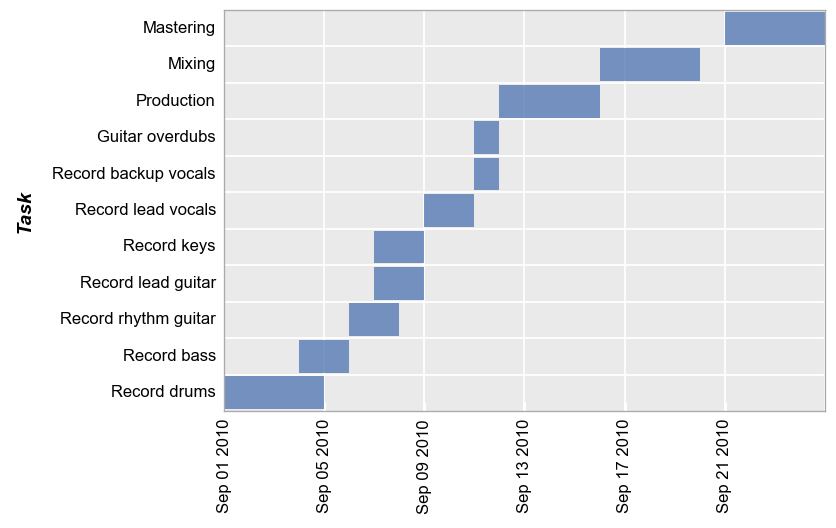 Mastering
Mixing
Production
Guitar overdubs
Record backup vocals
Record lead vocals
Record keys
Record lead guitar
Record rhythm guitar
Record bass
Record drums
Task
Sep 01 2010
Sep 05 2010
Sep 09 2010
Sep 13 2010
Sep 17 2010
Sep 21 2010